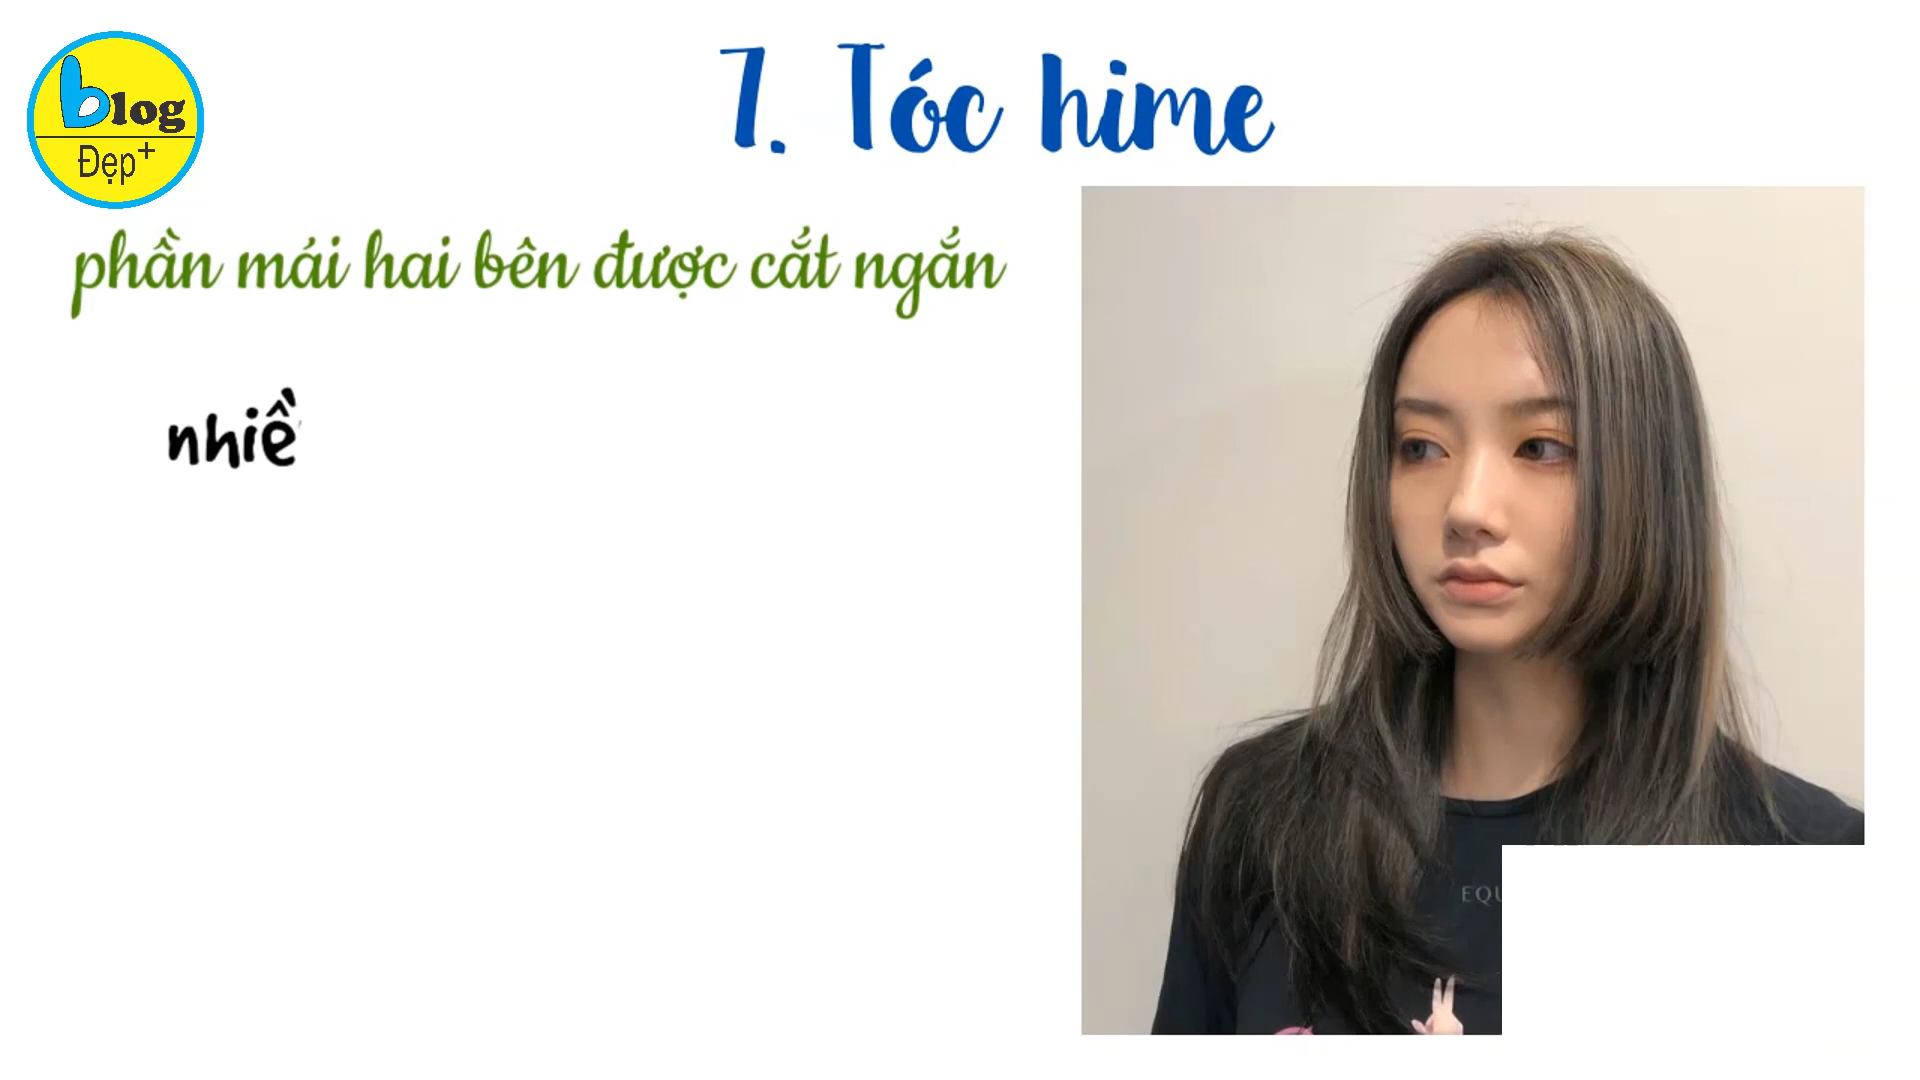 blog
Đẹp+
7. Tóc hime
phần mái hai bên được cắt ngắn
nhiề
EQU